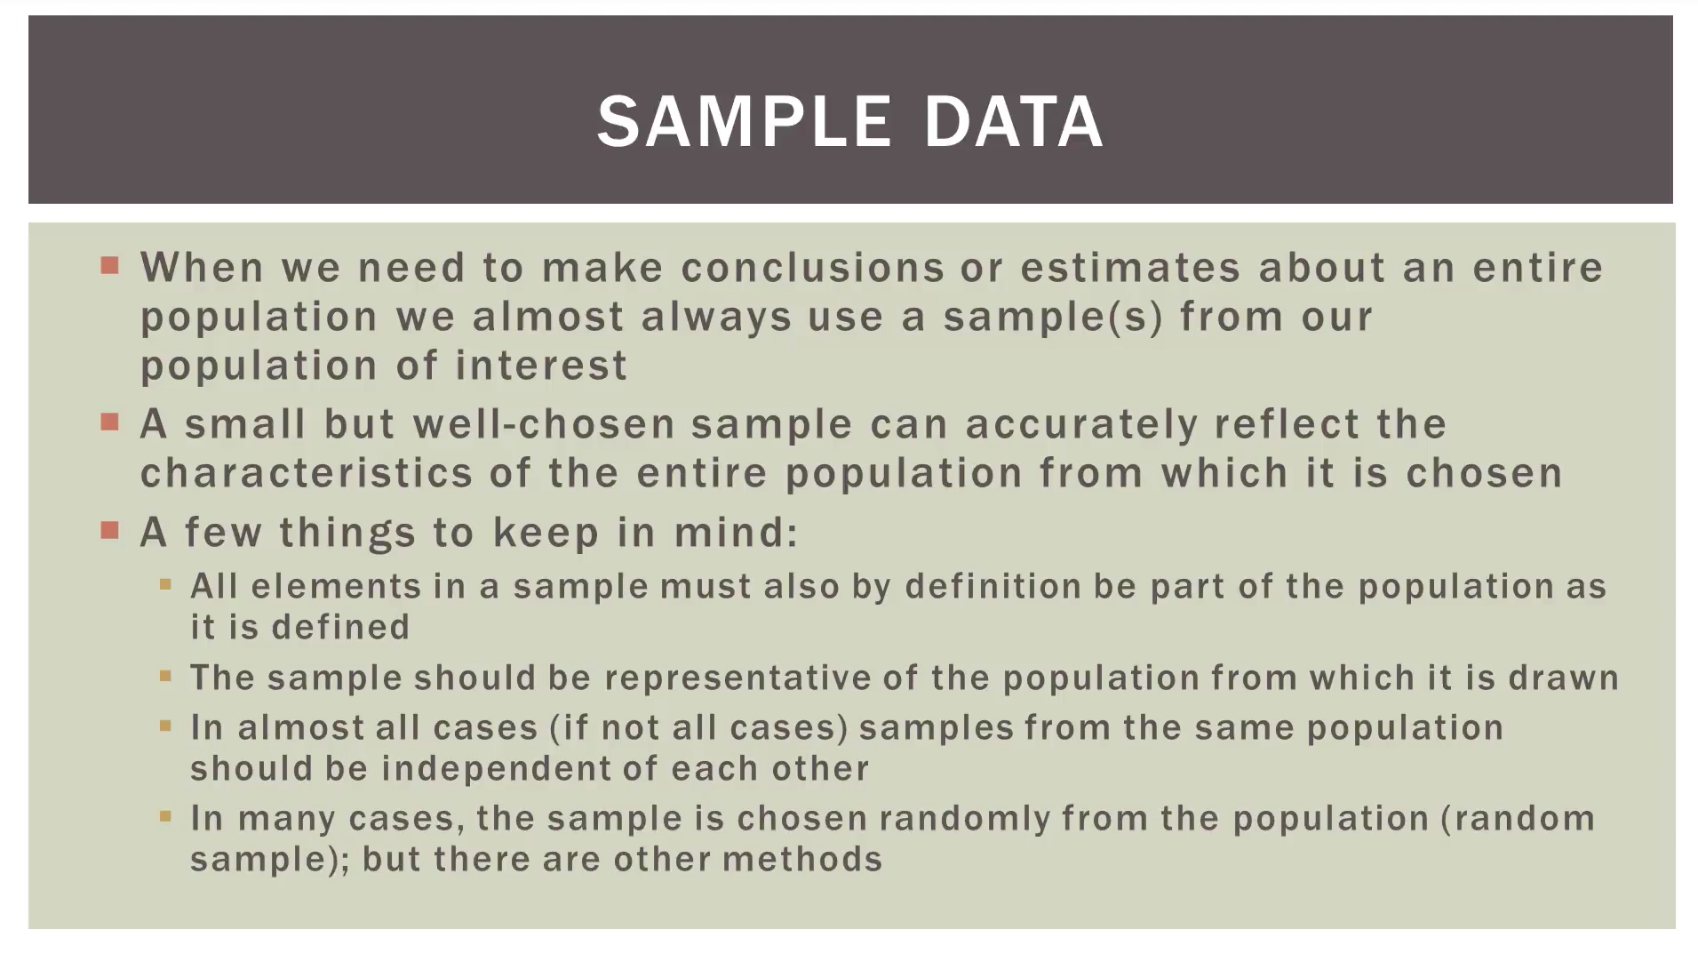 SAMPLE DATA
When we need to make conclusions or estimates about an entire
population we almost always use a sample(s) from our
population of interest
A small but well-chosen sample can accurately reflect the
characteristics of the entire population from which it is chosen
A few things to keep in mind:
All elements in a sample must also by definition be part of the population as
it is defined
The sample should be representative of the population from which it is drawn
In almost all cases (if not all cases) samples from the same population
should be independent of each other
In many cases, the sample is chosen randomly from the population (random
sample); but there are other methods